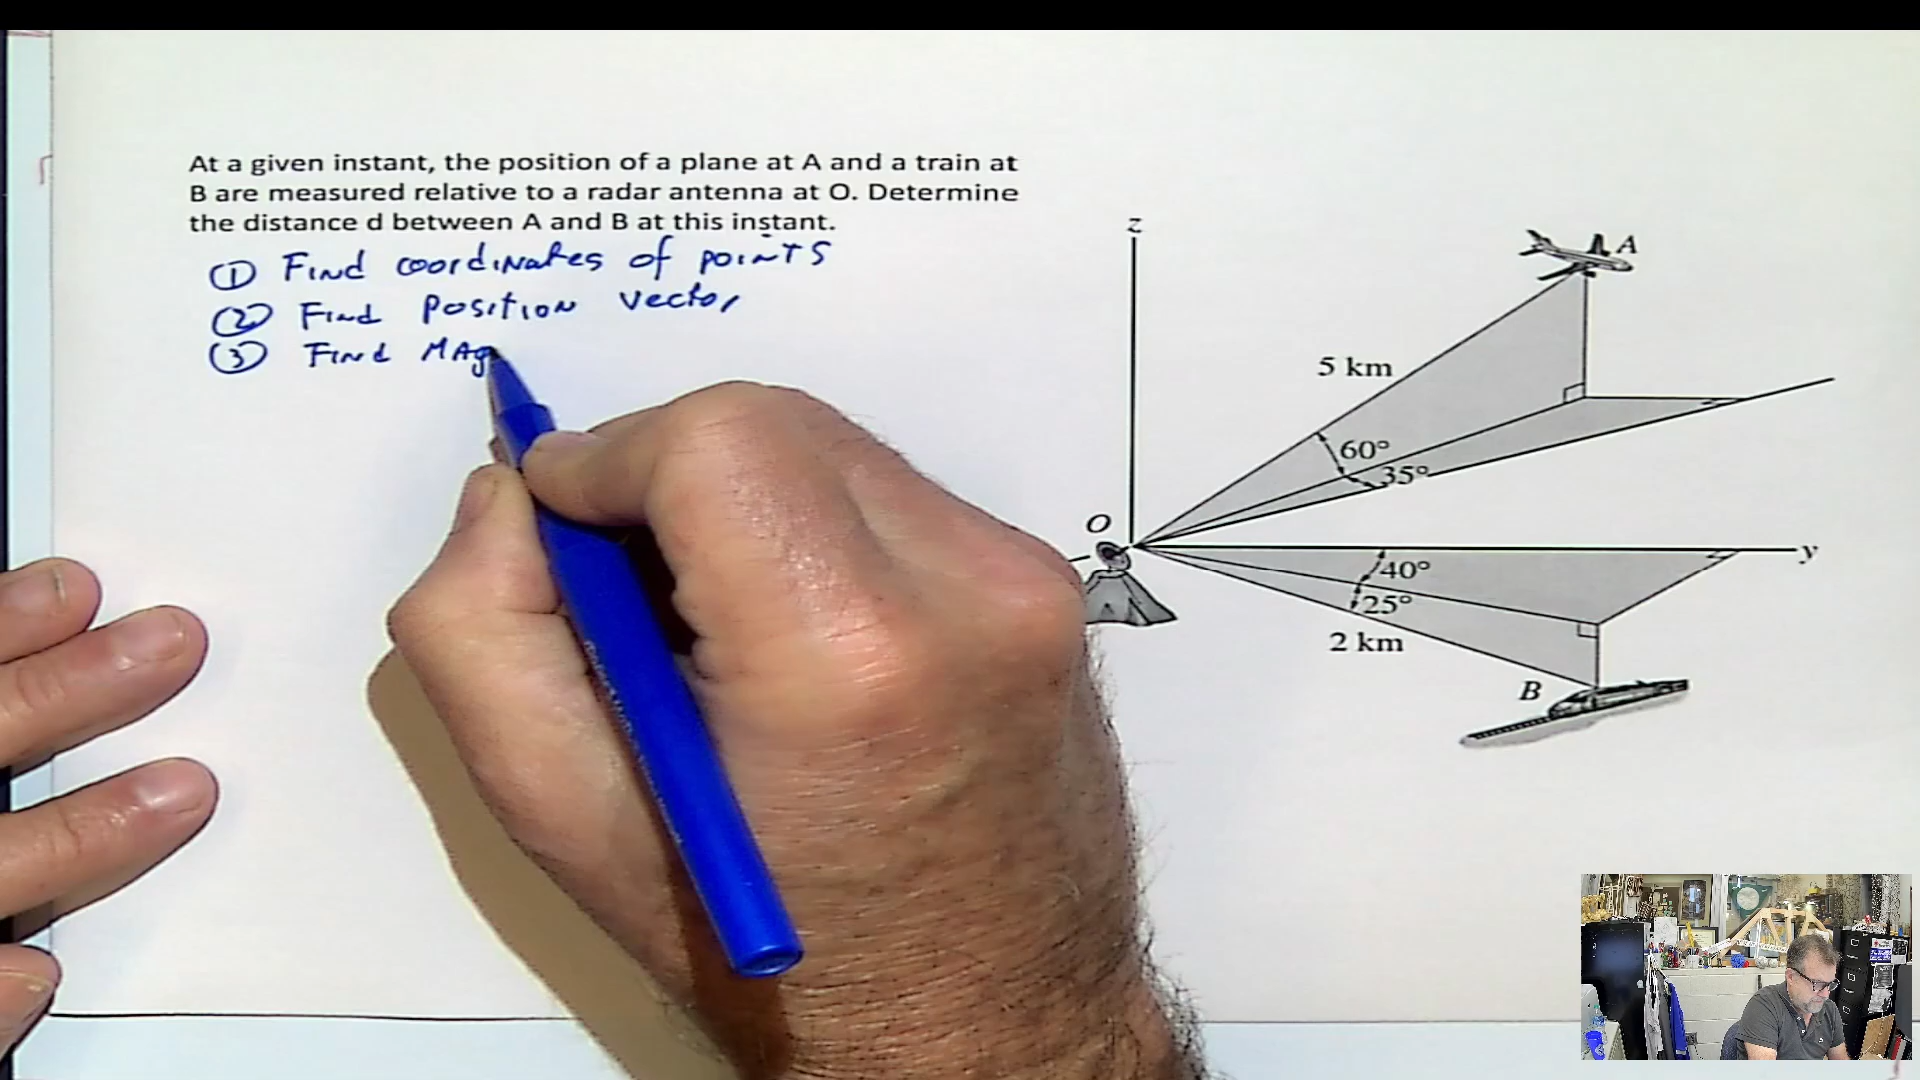 At a given instant, the position of a plane at A and a train at
B are measured relative to a radar antenna at O. Determine
the distance d between A and B at this instant.
① Find coordinates of points
② Find Position vector
③ Find MAg
z
A
5 km
60°
35°
O
y
40°
25°
2 km
B